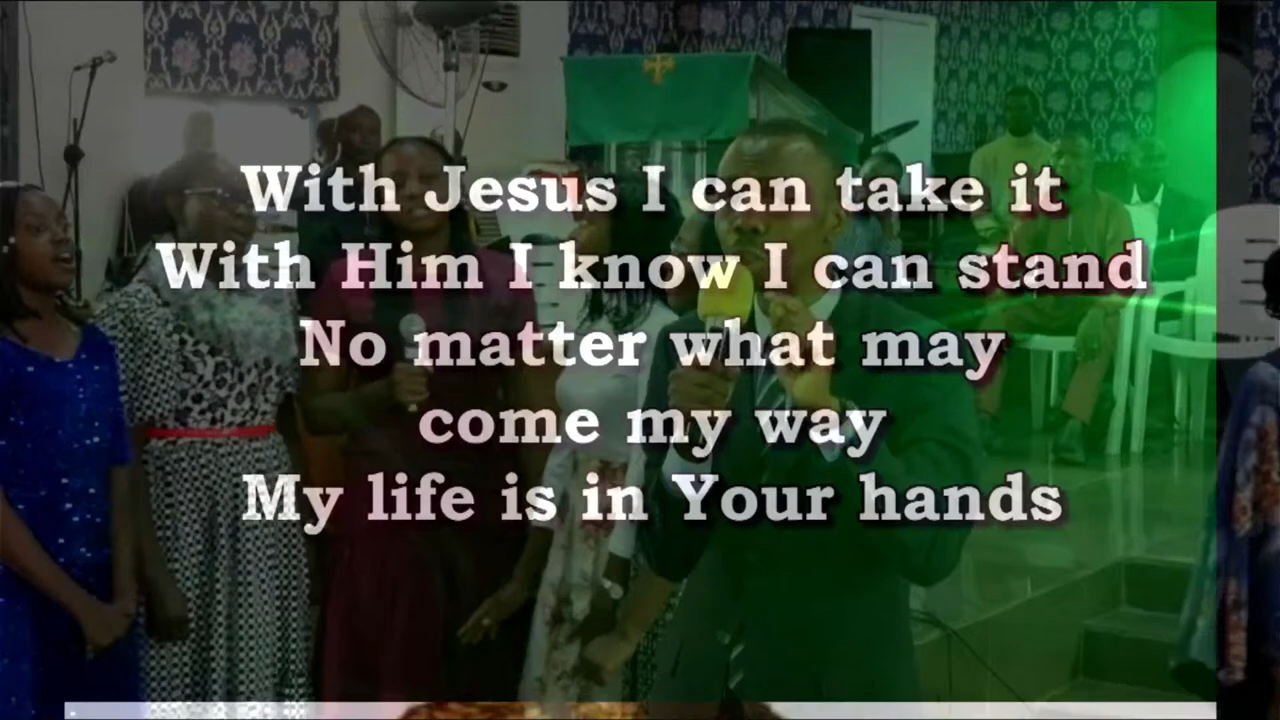 With Jesus I can take it
With Him I know I can stand
No matter what may
come my way
My life is in Your hands